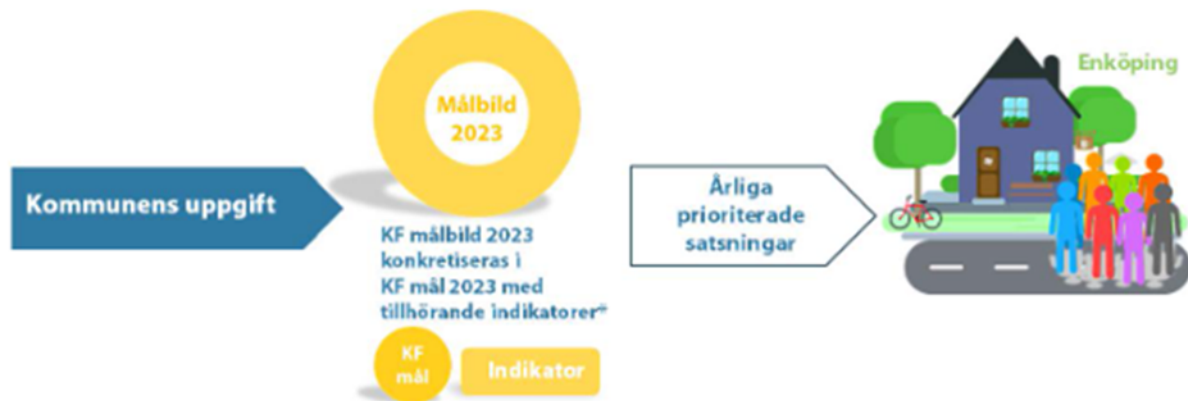 Kommunens uppgift
Målbild
2023
KF målbild 2023
konkretiseras i
KF mål 2023 med
tillhörande indikatorer*
KF
mål
Indikator
Årliga
prioriterade
satsningar
Enköping